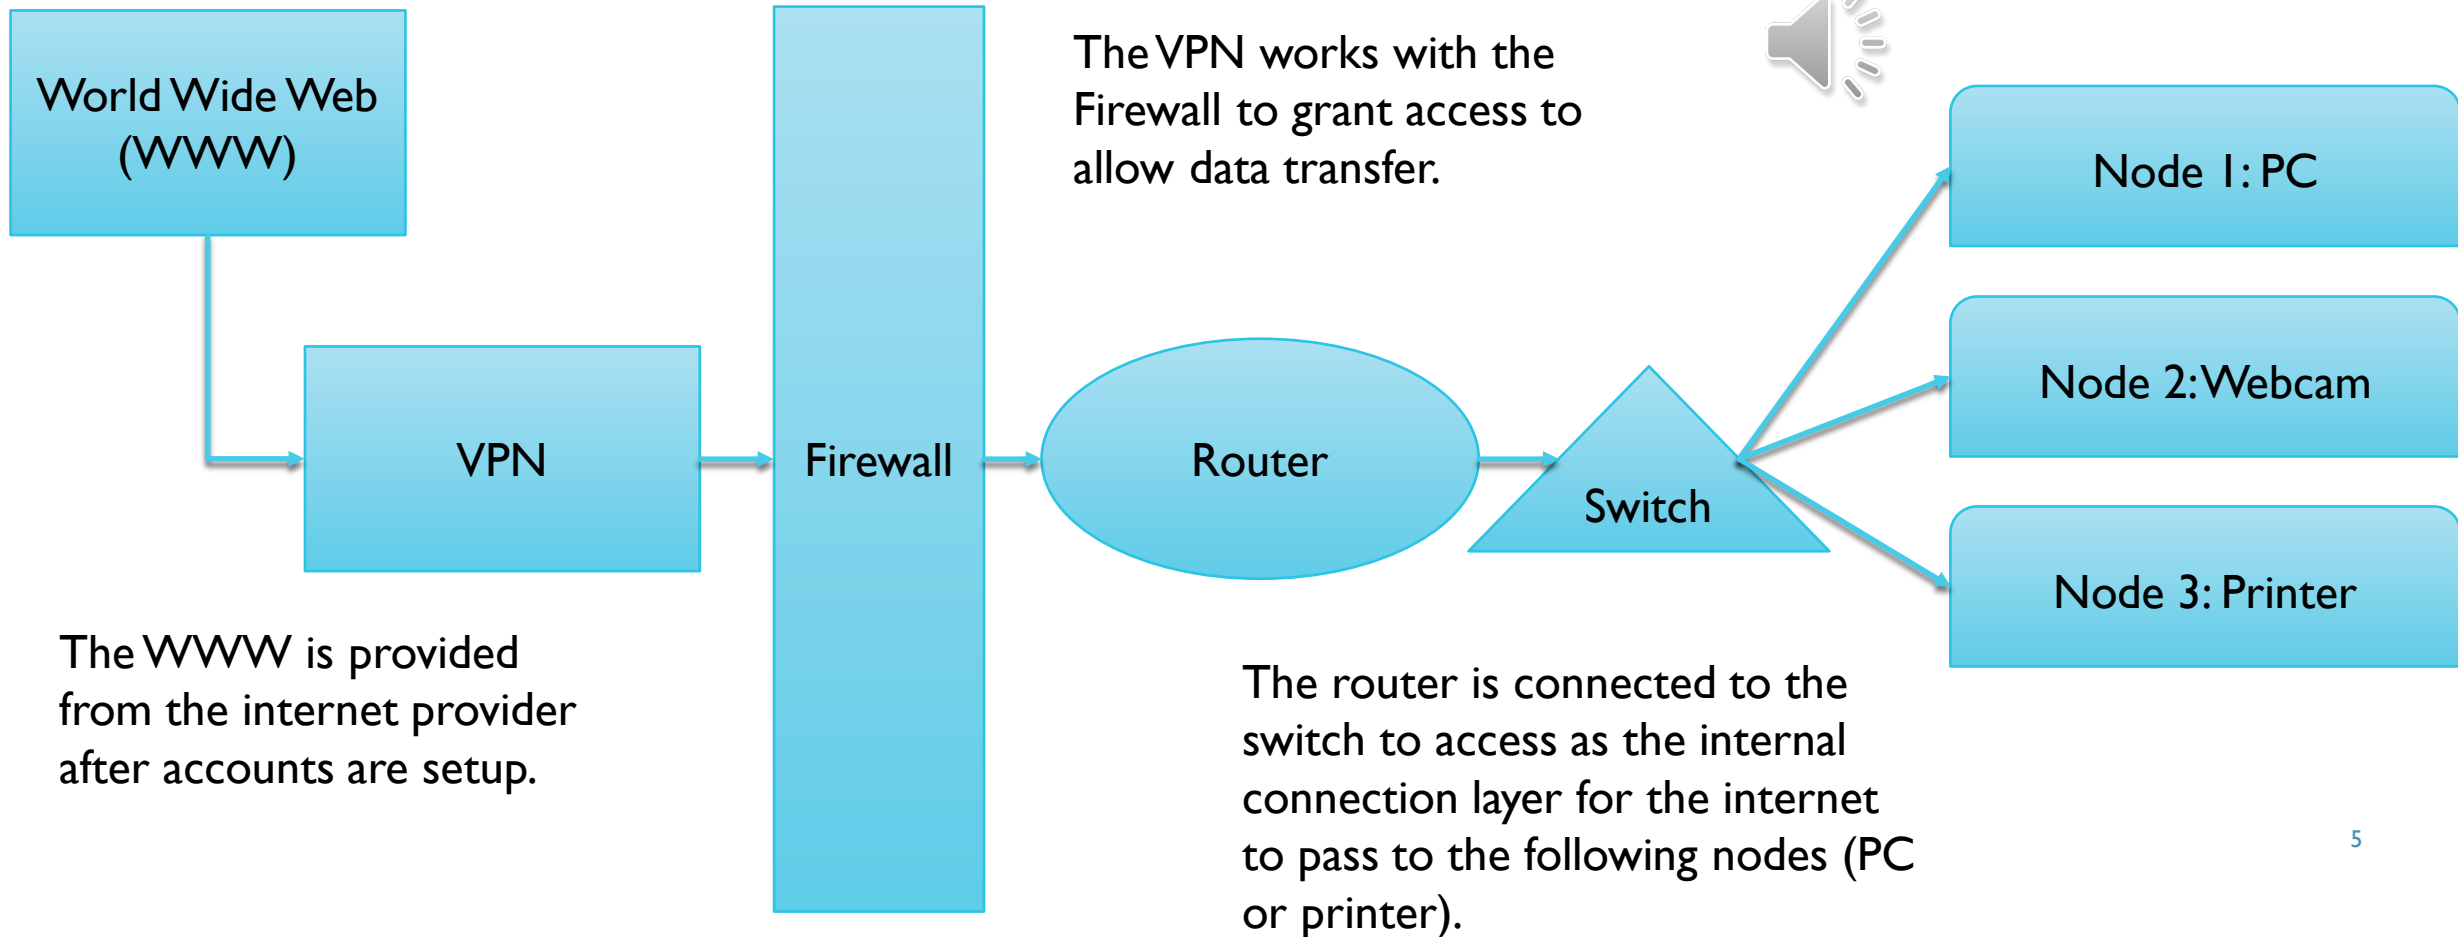 World Wide Web
(WWW)
The VPN works with the
Firewall to grant access to
allow data transfer.
Node 1: PC
Node 2: Webcam
VPN
Firewall
Router
Switch
Node 3: Printer
The WWW is provided
from the internet provider
after accounts are setup.
The router is connected to the
switch to access as the internal
connection layer for the internet
to pass to the following nodes (PC
or printer).
5